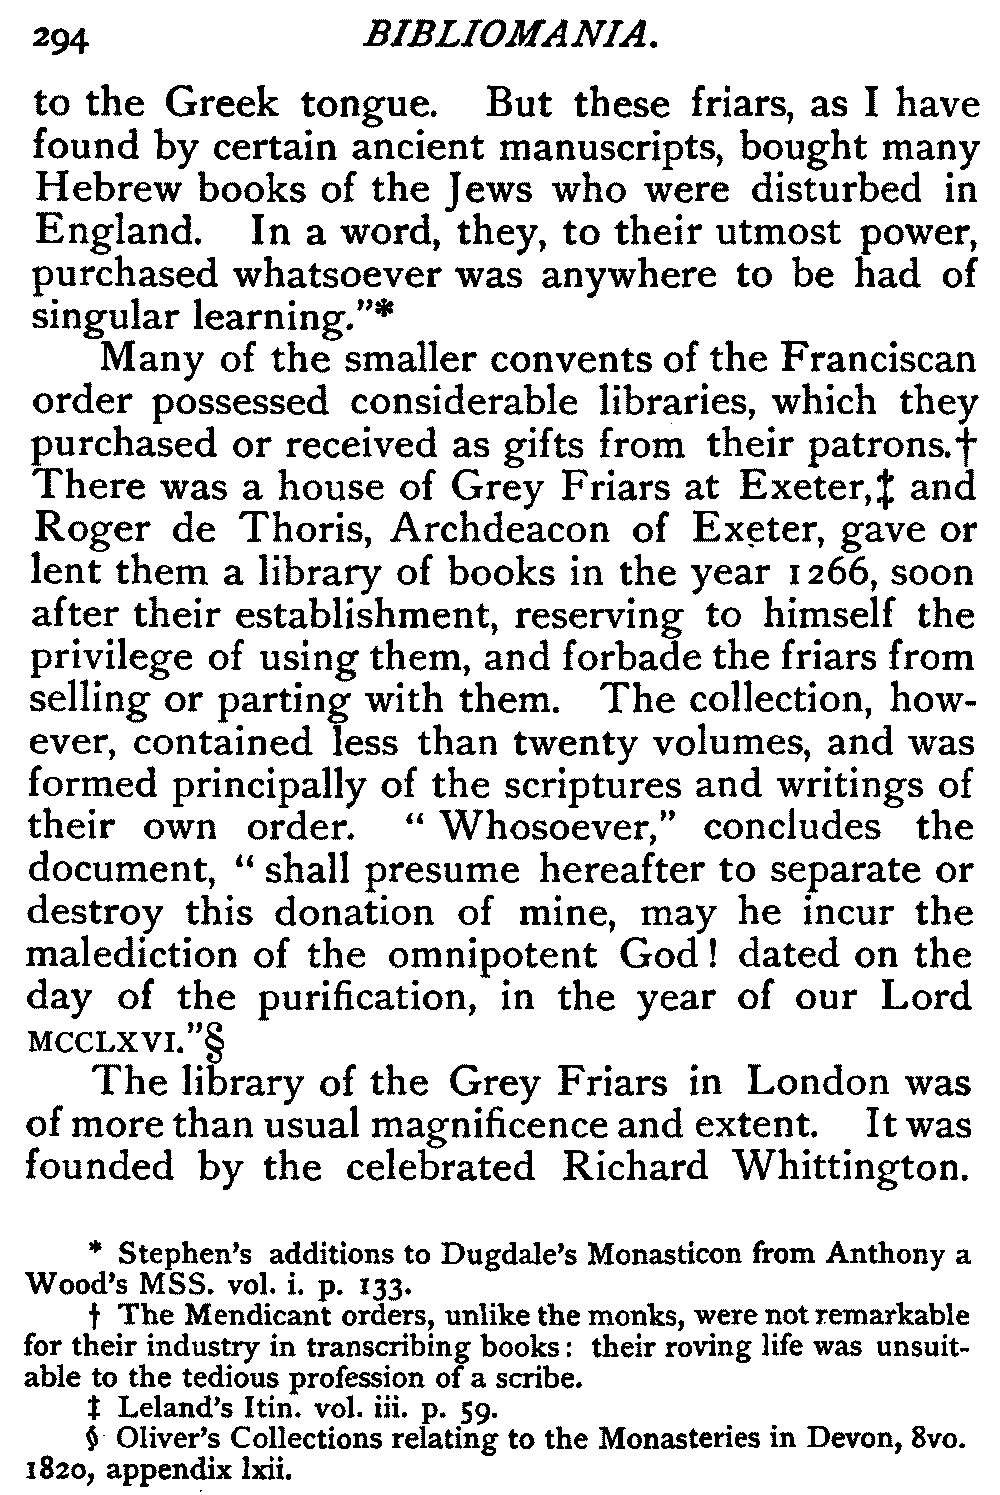 294 BIBLIOMANIA.
to the Greek tongue. But these friars, as I have
found by certain ancient manuscripts, bought many
Hebrew books of the Jews who were disturbed in
England. In a word, they, to their utmost power,
purchased whatsoever was anywhere to be had of
singular learning."*
Many of the smaller convents of the Franciscan
order possessed considerable libraries, which they
purchased or received as gifts from their patrons.†
There was a house of Grey Friars at Exeter,‡ and
Roger de Thoris, Archdeacon of Exeter, gave or
lent them a library of books in the year 1266, soon
after their establishment, reserving to himself the
privilege of using them, and forbade the friars from
selling or parting with them. The collection, how-
ever, contained less than twenty volumes, and was
formed principally of the scriptures and writings of
their own order. "Whosoever," concludes the
document, "shall presume hereafter to separate or
destroy this donation of mine, may he incur the
malediction of the omnipotent God! dated on the
day of the purification, in the year of our Lord
MCCLXVI."§
The library of the Grey Friars in London was
of more than usual magnificence and extent. It was
founded by the celebrated Richard Whittington.
* Stephen's additions to Dugdale's Monasticon from Anthony a
Wood's MSS. vol. i. p. 133.
† The Mendicant orders, unlike the monks, were not remarkable
for their industry in transcribing books: their roving life was unsuit-
able to the tedious profession of a scribe.
‡ Leland's Itin. vol. iii. p. 59.
§ Oliver's Collections relating to the Monasteries in Devon, 8vo.
1820, appendix lxii.